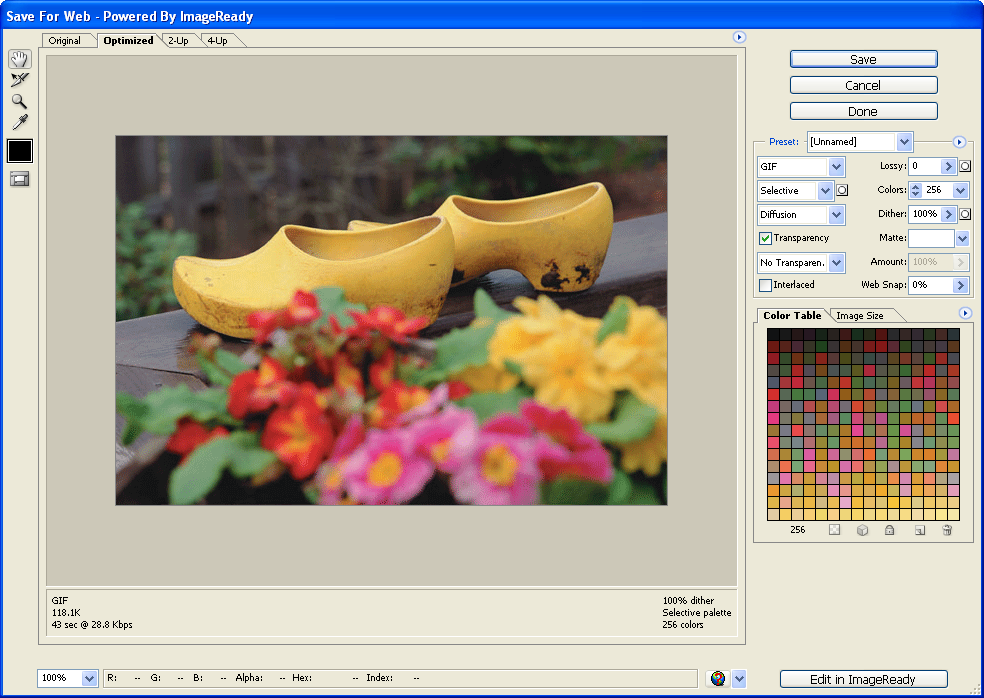 Save For Web - Powered By ImageReady
Original Optimized 2-Up 4-Up
Save
Cancel
Done
Preset: [Unnamed]
GIF Lossy: 0
Selective Colors: 256
Diffusion Dither: 100%
Transparency Matte:
No Transparen. Amount: 100%
Interlaced Web Snap: 0%
Color Table Image Size
256
GIF 100% dither
118.1K Selective palette
43 sec @ 28.8 Kbps 256 colors
100% R: -- G: -- B: -- Alpha: -- Hex: -- Index: --
Edit in ImageReady